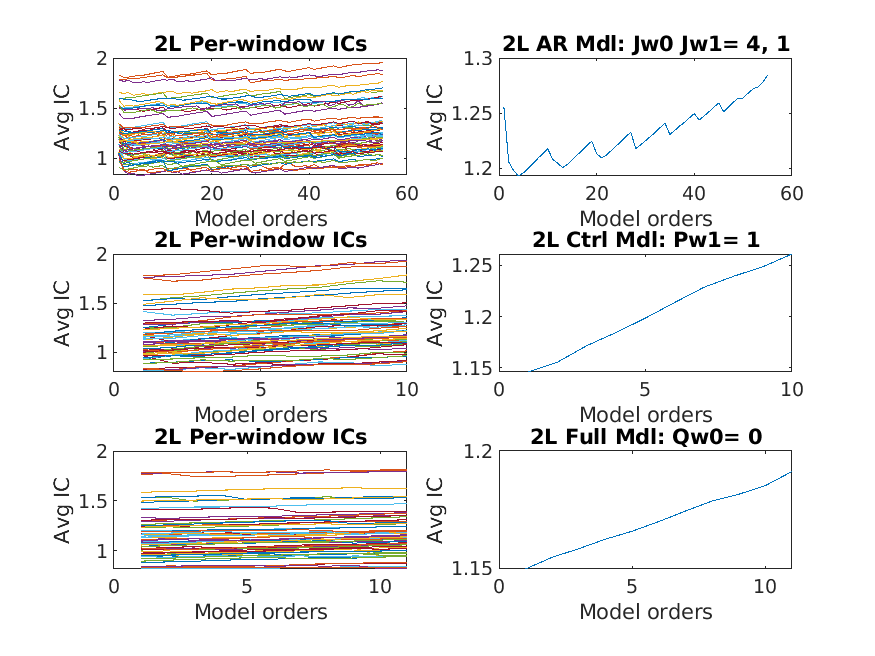 2L Per-window ICs
Avg IC
2
1.5
1
0 20 40 60
Model orders
2L AR Mdl: Jw0 Jw1= 4, 1
Avg IC
1.3
1.25
1.2
0 20 40 60
Model orders
2L Per-window ICs
Avg IC
2
1.5
1
0 5 10
Model orders
2L Ctrl Mdl: Pw1= 1
Avg IC
1.25
1.2
1.15
0 5 10
Model orders
2L Per-window ICs
Avg IC
2
1.5
1
0 5 10
Model orders
2L Full Mdl: Qw0= 0
Avg IC
1.2
1.15
0 5 10
Model orders